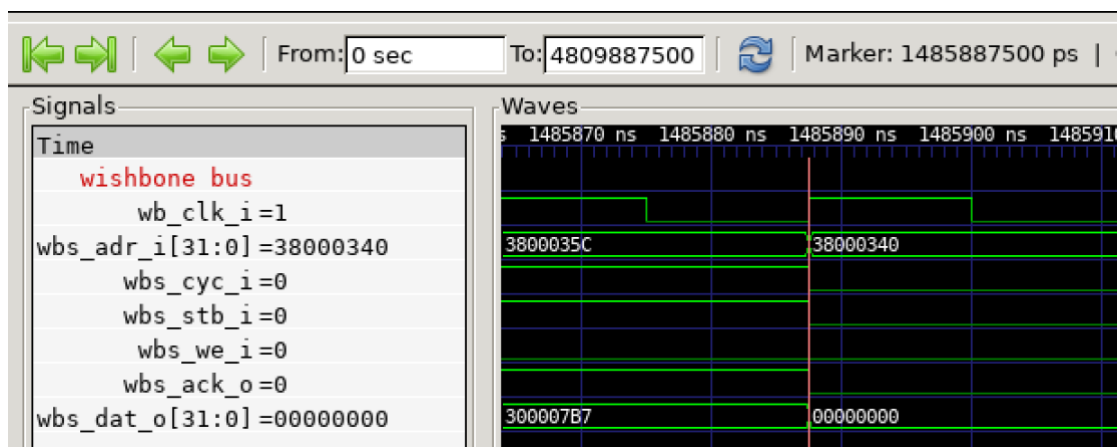 From: 0 sec To: 4809887500 Marker: 1485887500 ps |
Signals
Waves
Time
s 1485870 ns 1485880 ns 1485890 ns 1485900 ns 148591
wishbone bus
wb_clk_i=1
wbs_adr_i[31:0]=38000340
3800035C 38000340
wbs_cyc_i=0
wbs_stb_i=0
wbs_we_i=0
wbs_ack_o=0
wbs_dat_o[31:0]=00000000
300007B7 00000000